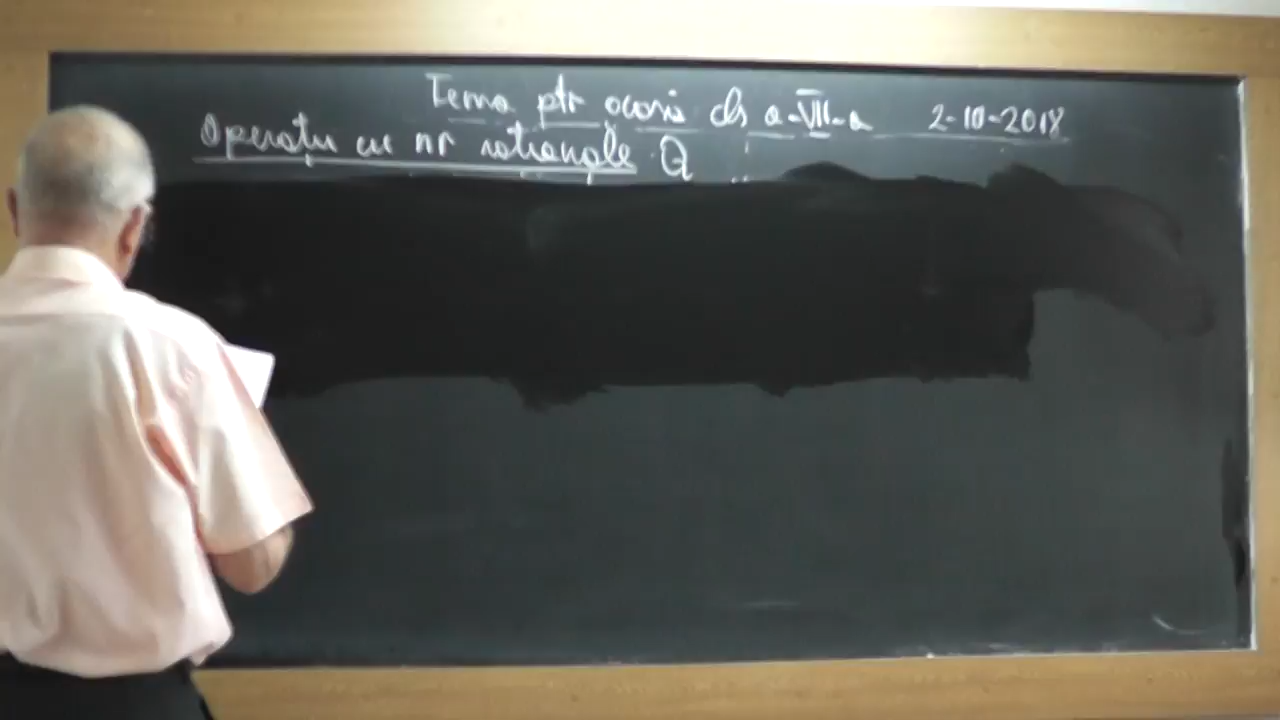 Tema ptr acasă cls a-VII-a 2-10-2018
Operații cu nr raționale Q